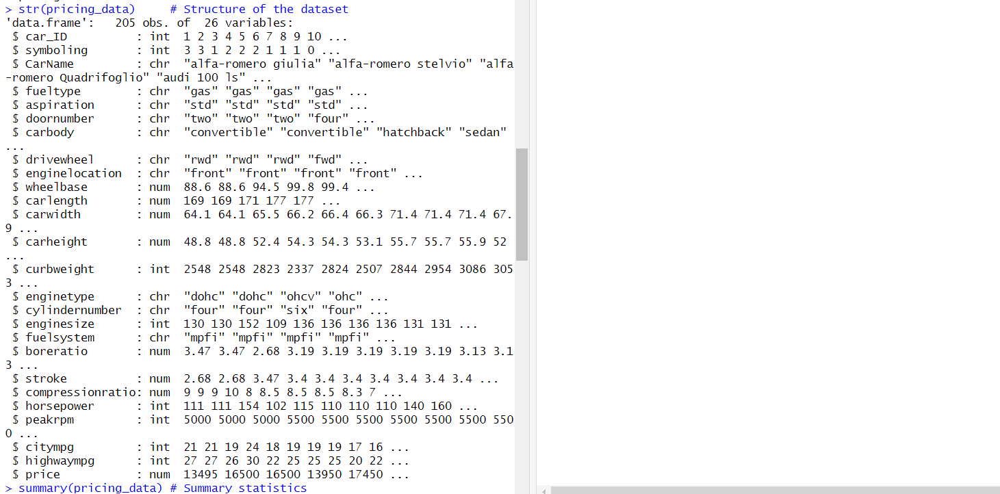 > str(pricing_data)     # Structure of the dataset
'data.frame':   205 obs. of  26 variables:
 $ car_ID          : int  1 2 3 4 5 6 7 8 9 10 ...
 $ symboling       : int  3 3 1 2 2 2 1 1 1 0 ...
 $ CarName         : chr  "alfa-romero giulia" "alfa-romero stelvio" "alfa
-romero Quadrifoglio" "audi 100 ls" ...
 $ fueltype        : chr  "gas" "gas" "gas" "gas" ...
 $ aspiration      : chr  "std" "std" "std" "std" ...
 $ doornumber      : chr  "two" "two" "two" "four" ...
 $ carbody         : chr  "convertible" "convertible" "hatchback" "sedan"
...
 $ drivewheel      : chr  "rwd" "rwd" "rwd" "fwd" ...
 $ enginelocation  : chr  "front" "front" "front" "front" ...
 $ wheelbase       : num  88.6 88.6 94.5 99.8 99.4 ...
 $ carlength       : num  169 169 171 177 177 ...
 $ carwidth        : num  64.1 64.1 65.5 66.2 66.4 66.3 71.4 71.4 71.4 67.
9 ...
 $ carheight       : num  48.8 48.8 52.4 54.3 54.3 53.1 55.7 55.7 55.9 52
...
 $ curbweight      : int  2548 2548 2823 2337 2824 2507 2844 2954 3086 305
3 ...
 $ enginetype      : chr  "dohc" "dohc" "ohcv" "ohc" ...
 $ cylindernumber  : chr  "four" "four" "six" "four" ...
 $ enginesize      : int  130 130 152 109 136 136 136 136 131 131 ...
 $ fuelsystem      : chr  "mpfi" "mpfi" "mpfi" "mpfi" ...
 $ boreratio       : num  3.47 3.47 2.68 3.19 3.19 3.19 3.19 3.19 3.13 3.1
3 ...
 $ stroke          : num  2.68 2.68 3.47 3.4 3.4 3.4 3.4 3.4 3.4 3.4 ...
 $ compressionratio: num  9 9 9 10 8 8.5 8.5 8.5 8.3 7 ...
 $ horsepower      : int  111 111 154 102 115 110 110 110 140 160 ...
 $ peakrpm         : int  5000 5000 5000 5500 5500 5500 5500 5500 5500 550
0 ...
 $ citympg         : int  21 21 19 24 18 19 19 19 17 16 ...
 $ highwaympg      : int  27 27 26 30 22 25 25 25 20 22 ...
 $ price           : num  13495 16500 16500 13950 17450 ...
> summary(pricing_data) # Summary statistics